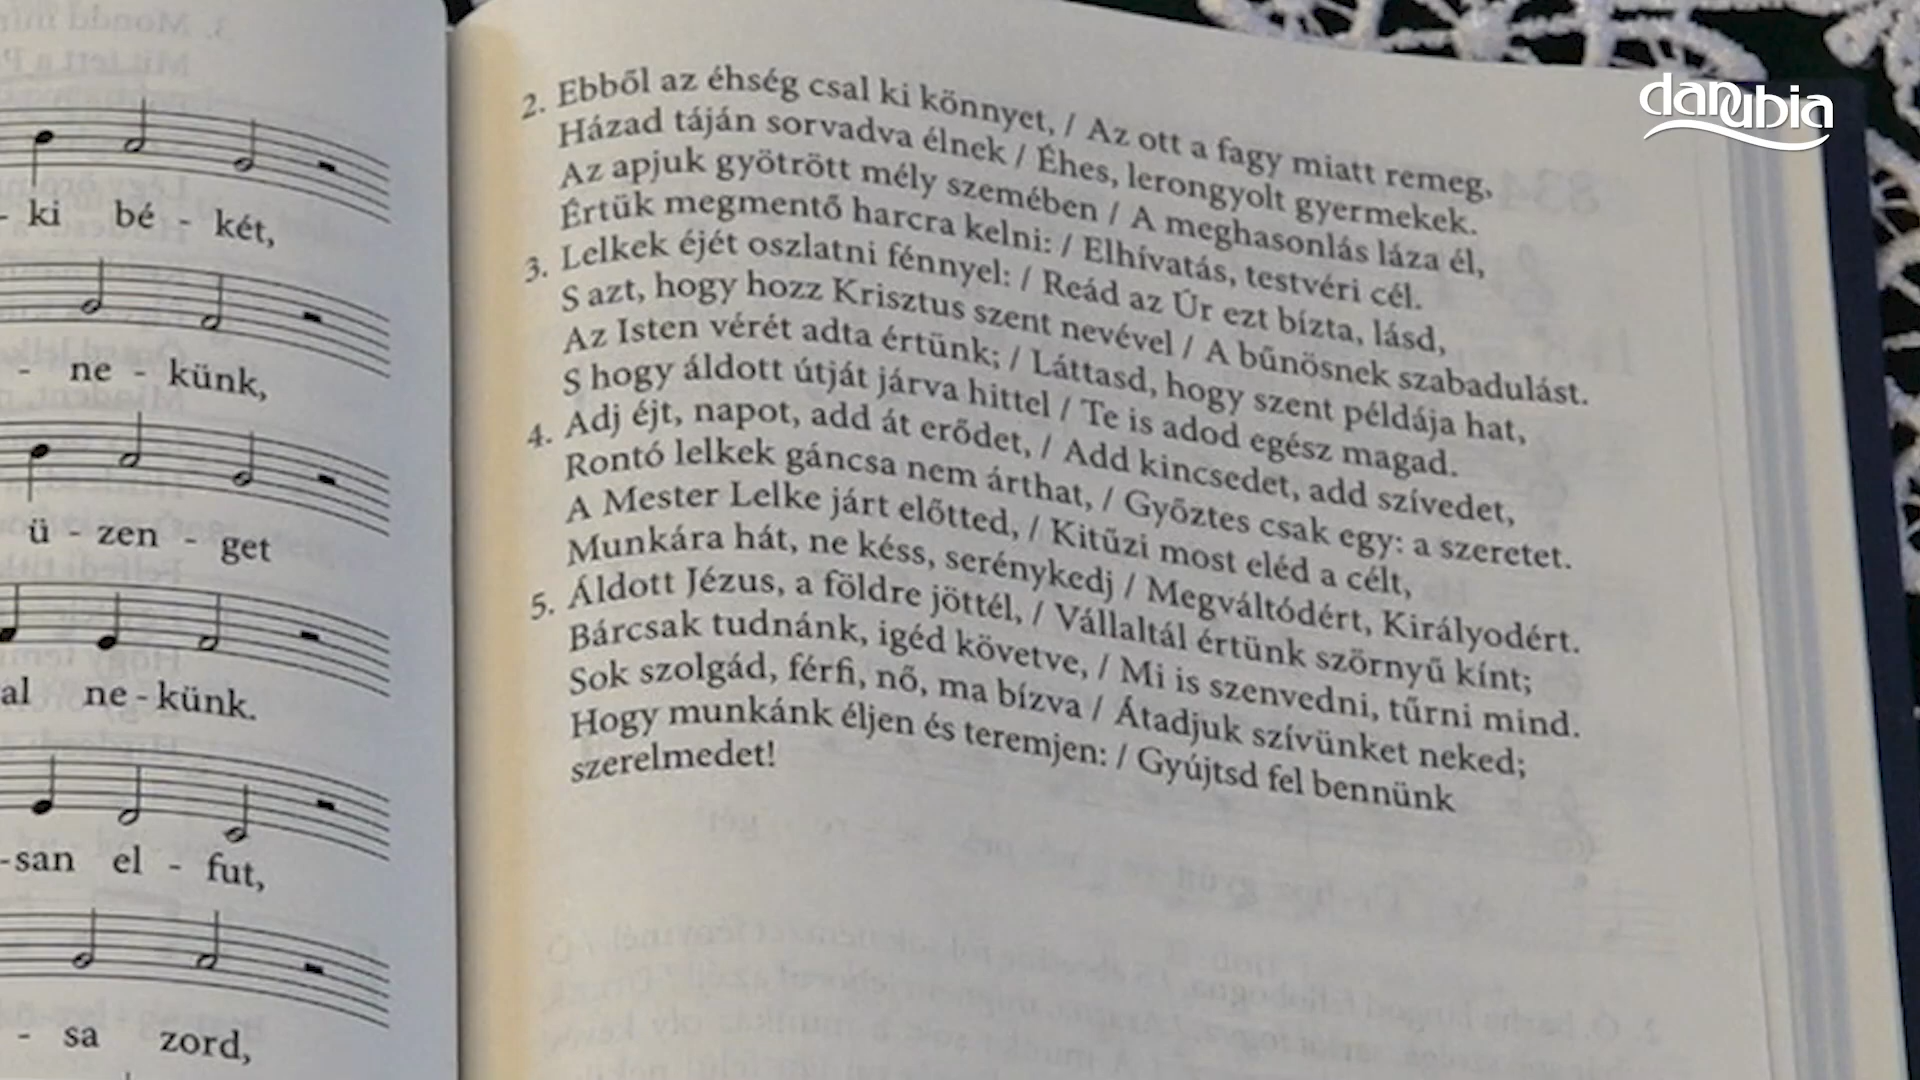 - ki bé - két,
- ne - künk,
ü - zen - get
al ne - künk.
-san el - fut,
- sa zord,
2. Ebből az éhség csal ki könnyet, / Az ott a fagy miatt remeg,
Házad táján sorvadva élnek / Éhes, lerongyolt gyermekek.
Az apjuk gyötrött mély szemében / A meghasonlás láza él,
Értük megmentő harcra kelni: / Elhívatás, testvéri cél.
3. Lelkek éjét oszlatni fénnyel: / Reád az Úr ezt bízta, lásd,
S azt, hogy hozz Krisztus szent nevével / A bűnösnek szabadulást.
Az Isten vérét adta értünk; / Láttasd, hogy szent példája hat,
S hogy áldott útját járva hittel / Te is adod egész magad.
4. Adj éjt, napot, add át erődet, / Add kincsedet, add szívedet,
Rontó lelkek gáncsa nem árthat, / Győztes csak egy: a szeretet.
A Mester Lelke járt előtted, / Kitűzi most eléd a célt,
Munkára hát, ne késs, serénykedj / Megváltódért, Királyodért.
5. Áldott Jézus, a földre jöttél, / Vállaltál értünk szörnyű kínt;
Bárcsak tudnánk, igéd követve, / Mi is szenvedni, tűrni mind.
Sok szolgád, férfi, nő, ma bízva / Átadjuk szívünket neked;
Hogy munkánk éljen és teremjen: / Gyújtsd fel bennünk
szerelmedet!
danubia